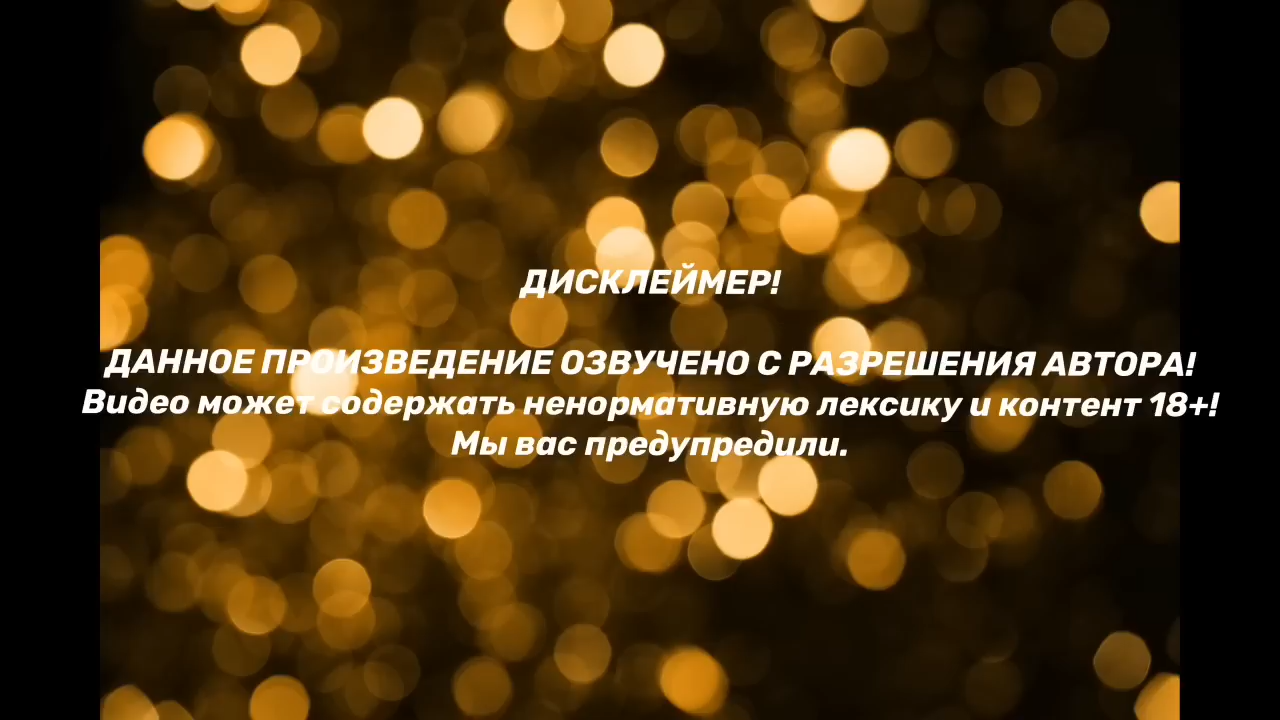 ДИСКЛЕЙМЕР!
ДАННОЕ ПРОИЗВЕДЕНИЕ ОЗВУЧЕНО С РАЗРЕШЕНИЯ АВТОРА!
Видео может содержать ненормативную лексику и контент 18+!
Мы вас предупредили.